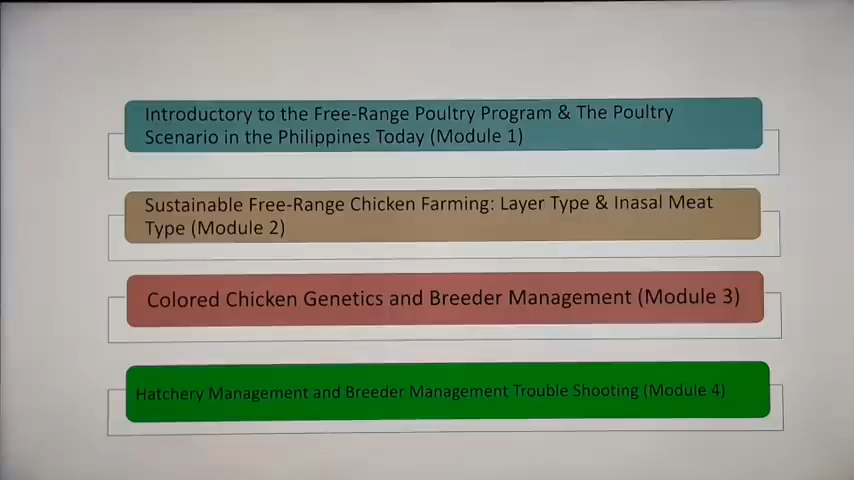 Introductory to the Free-Range Poultry Program & The Poultry
Scenario in the Philippines Today (Module 1)
Sustainable Free-Range Chicken Farming: Layer Type & Inasal Meat
Type (Module 2)
Colored Chicken Genetics and Breeder Management (Module 3)
Hatchery Management and Breeder Management Trouble Shooting (Module 4)